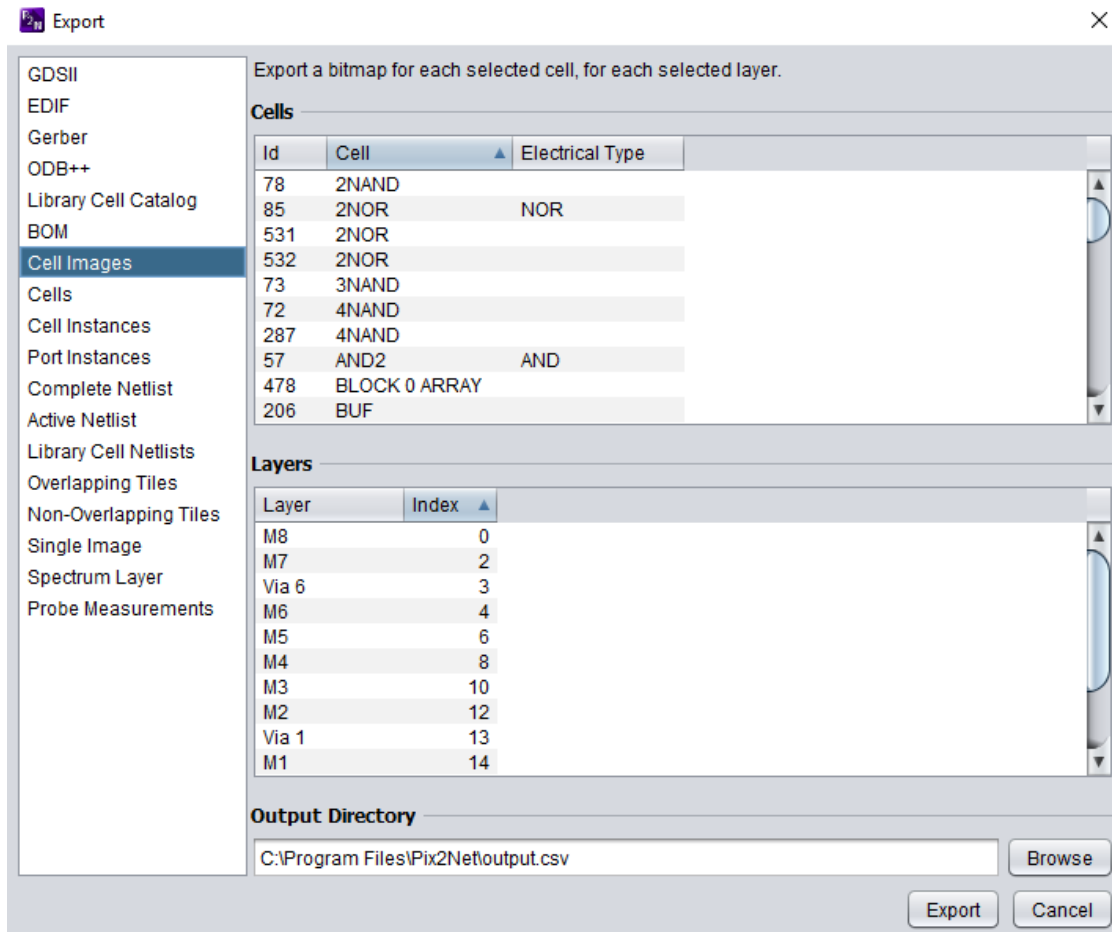 P2N Export
GDSII
EDIF
Gerber
ODB++
Library Cell Catalog
BOM
Cell Images
Cells
Cell Instances
Port Instances
Complete Netlist
Active Netlist
Library Cell Netlists
Overlapping Tiles
Non-Overlapping Tiles
Single Image
Spectrum Layer
Probe Measurements
Export a bitmap for each selected cell, for each selected layer.
Cells
Id Cell Electrical Type
78 2NAND
85 2NOR NOR
531 2NOR
532 2NOR
73 3NAND
72 4NAND
287 4NAND
57 AND2 AND
478 BLOCK 0 ARRAY
206 BUF
Layers
Layer Index
M8 0
M7 2
Via 6 3
M6 4
M5 6
M4 8
M3 10
M2 12
Via 1 13
M1 14
Output Directory
C:\Program Files\Pix2Net\output.csv Browse
Export Cancel